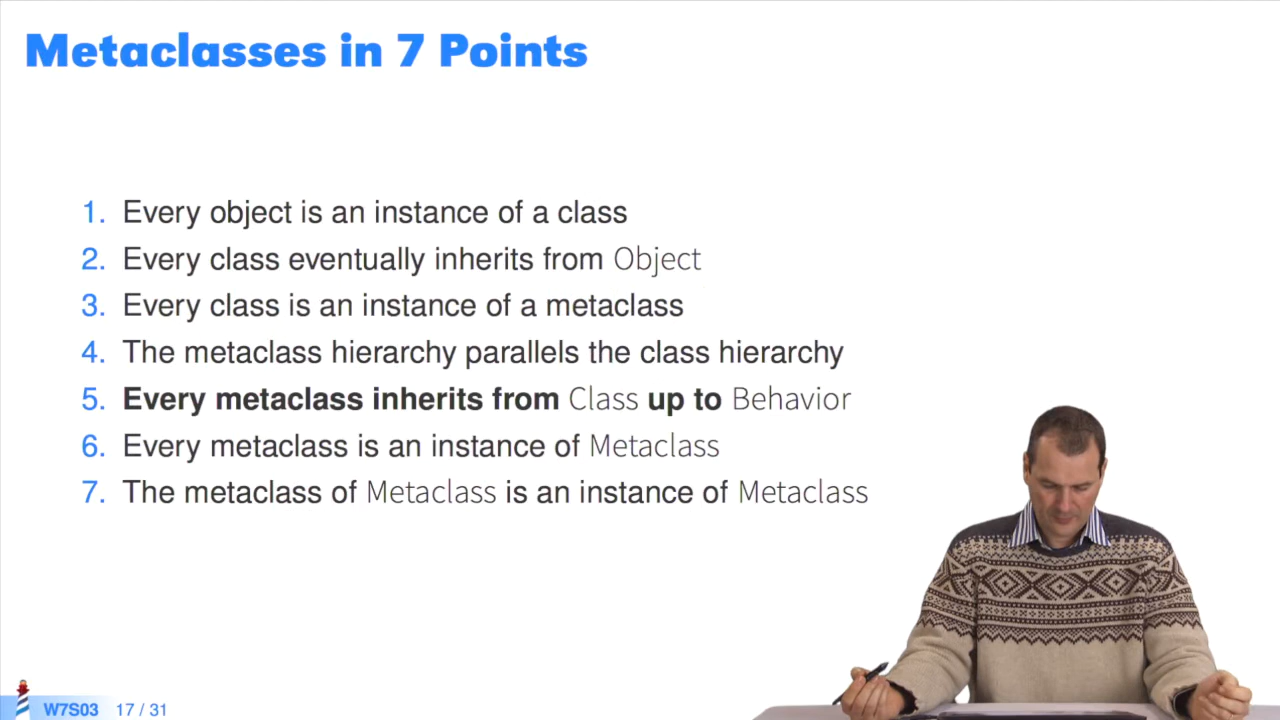 Metaclasses in 7 Points
1. Every object is an instance of a class
2. Every class eventually inherits from Object
3. Every class is an instance of a metaclass
4. The metaclass hierarchy parallels the class hierarchy
5. Every metaclass inherits from Class up to Behavior
6. Every metaclass is an instance of Metaclass
7. The metaclass of Metaclass is an instance of Metaclass
W7S03 17 / 31